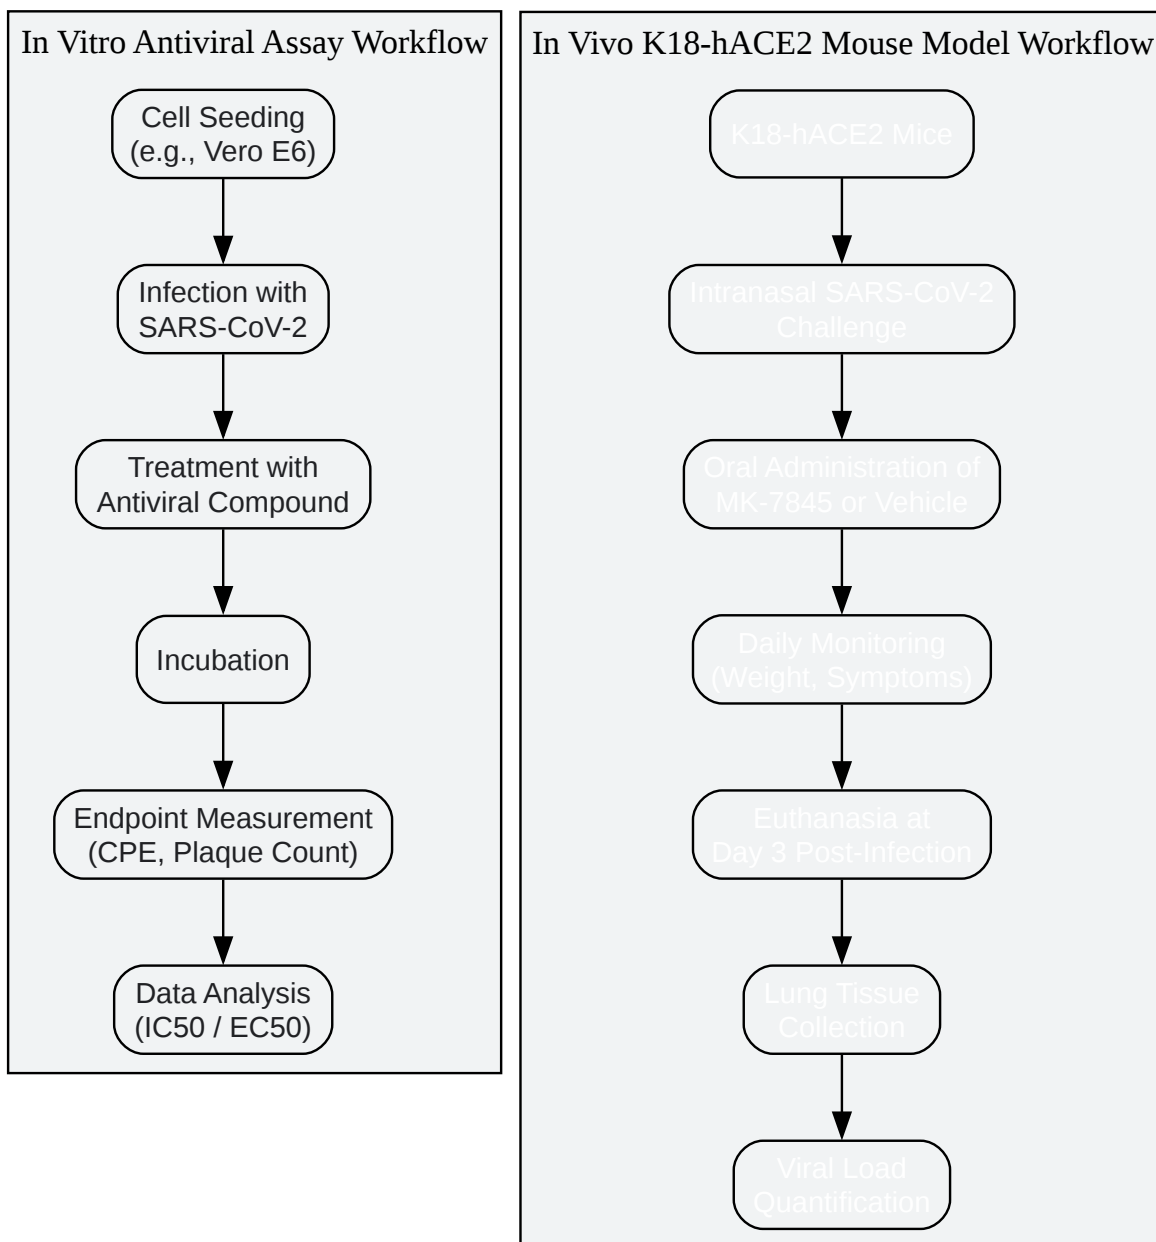 In Vitro Antiviral Assay Workflow
Cell Seeding
(e.g., Vero E6)
Infection with
SARS-CoV-2
Treatment with
Antiviral Compound
Incubation
Endpoint Measurement
(CPE, Plaque Count)
Data Analysis
(IC50 / EC50)
In Vivo K18-hACE2 Mouse Model Workflow
K18-hACE2 Mice
Intranasal SARS-CoV-2
Challenge
Oral Administration of
MK-7845 or Vehicle
Daily Monitoring
(Weight, Symptoms)
Euthanasia at
Day 3 Post-Infection
Lung Tissue
Collection
Viral Load
Quantification